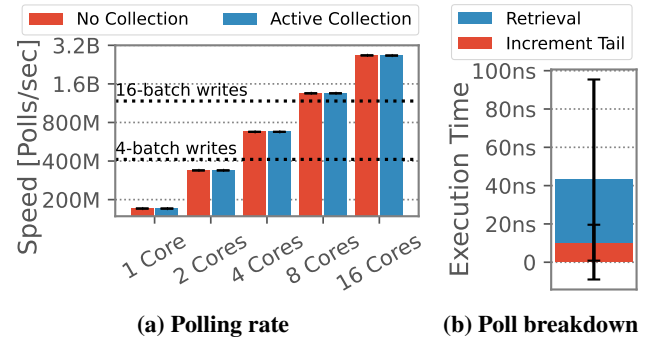 No Collection
Active Collection
Speed [Polls/sec]
3.2B
1.6B
800M
400M
200M
16-batch writes
4-batch writes
1 Core
2 Cores
4 Cores
8 Cores
16 Cores
(a) Polling rate
Retrieval
Increment Tail
Execution Time
100ns
80ns
60ns
40ns
20ns
0
(b) Poll breakdown